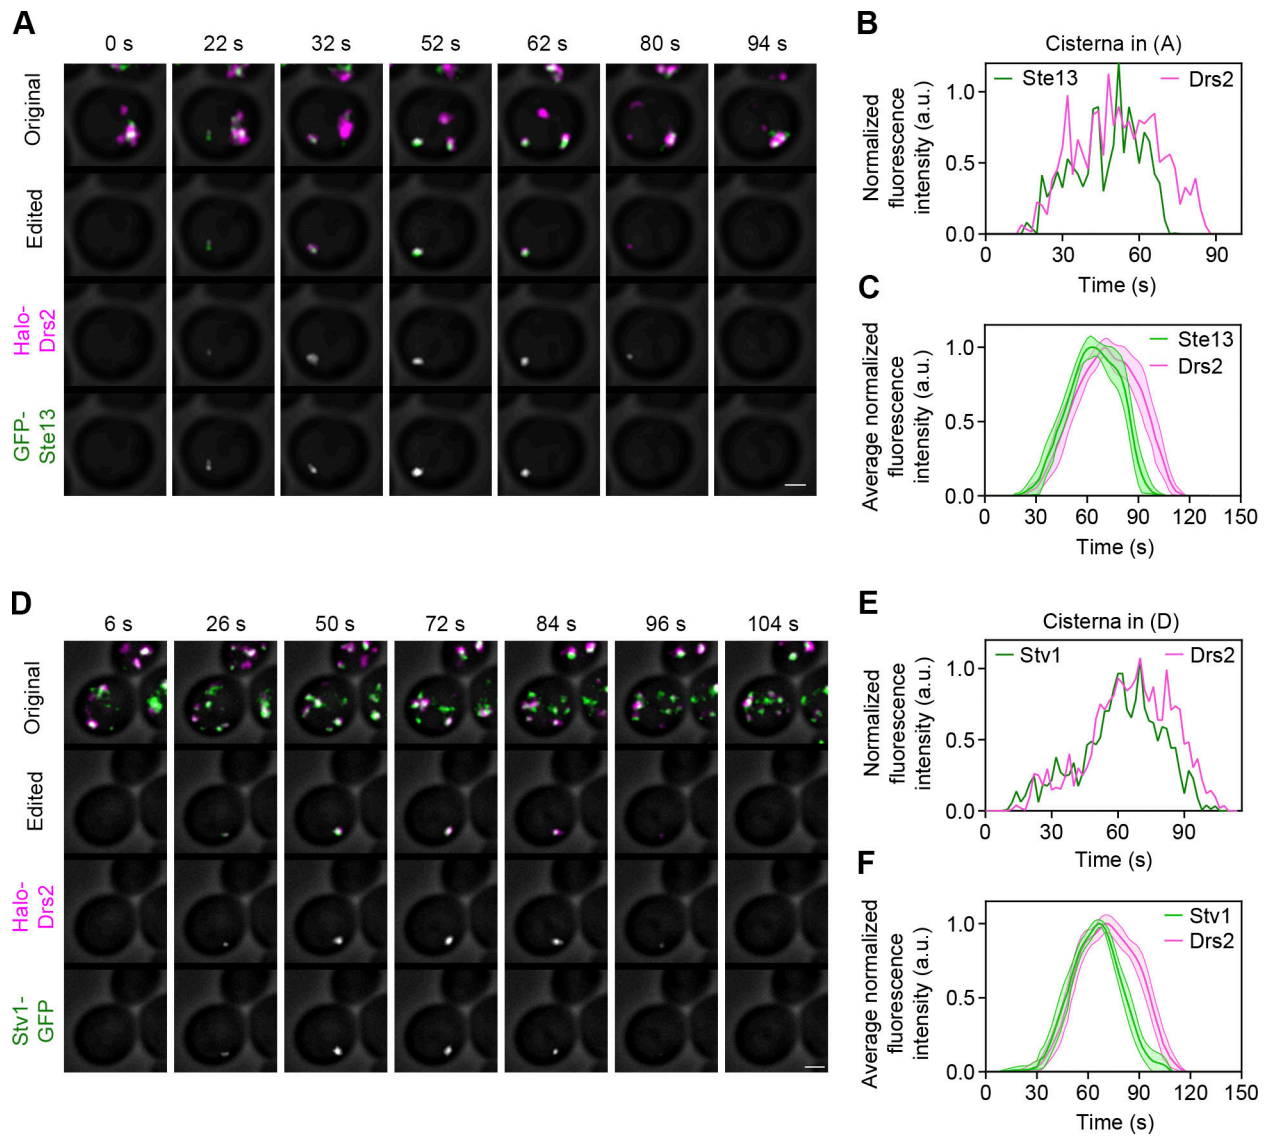 A
0 s 22 s 32 s 52 s 62 s 80 s 94 s
Original
Edited
Halo-
Drs2
GFP-
Ste13
B
Cisterna in (A)
Ste13 Drs2
Normalized
fluorescence
intensity (a.u.)
1.0
0.5
0.0
0 30 60 90
Time (s)
C
Ste13
Drs2
Average normalized
fluorescence
intensity (a.u.)
1.0
0.5
0.0
0 30 60 90 120 150
Time (s)
D
6 s 26 s 50 s 72 s 84 s 96 s 104 s
Original
Edited
Halo-
Drs2
Stv1-
GFP
E
Cisterna in (D)
Stv1 Drs2
Normalized
fluorescence
intensity (a.u.)
1.0
0.5
0.0
0 30 60 90
Time (s)
F
Stv1
Drs2
Average normalized
fluorescence
intensity (a.u.)
1.0
0.5
0.0
0 30 60 90 120 150
Time (s)